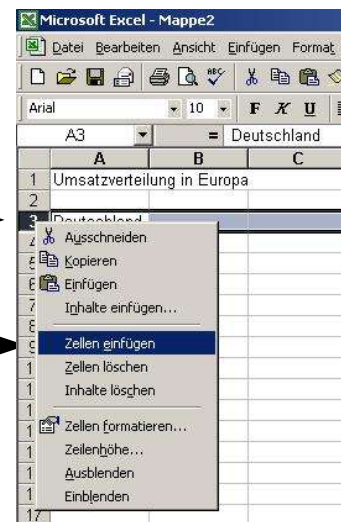 Microsoft Excel - Mappe2
Datei Bearbeiten Ansicht Einfügen Format
Arial 10 F K U
A3 = Deutschland
A B C
1 Umsatzverteilung in Europa
2
3 Deutschland
Ausschneiden
Kopieren
Einfügen
Inhalte einfügen...
Zellen einfügen
Zellen löschen
Inhalte löschen
Zellen formatieren...
Zeilenhöhe...
Ausblenden
Einblenden
17